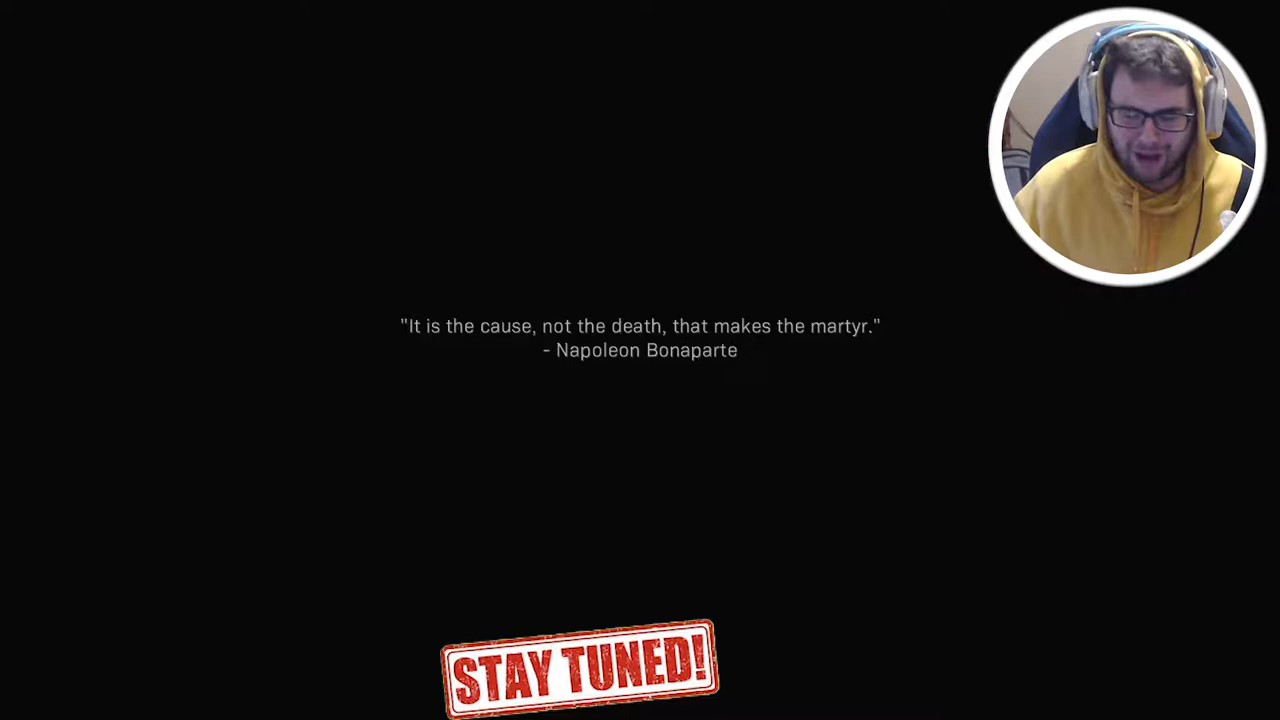 "It is the cause, not the death, that makes the martyr."
- Napoleon Bonaparte
STAY TUNED!